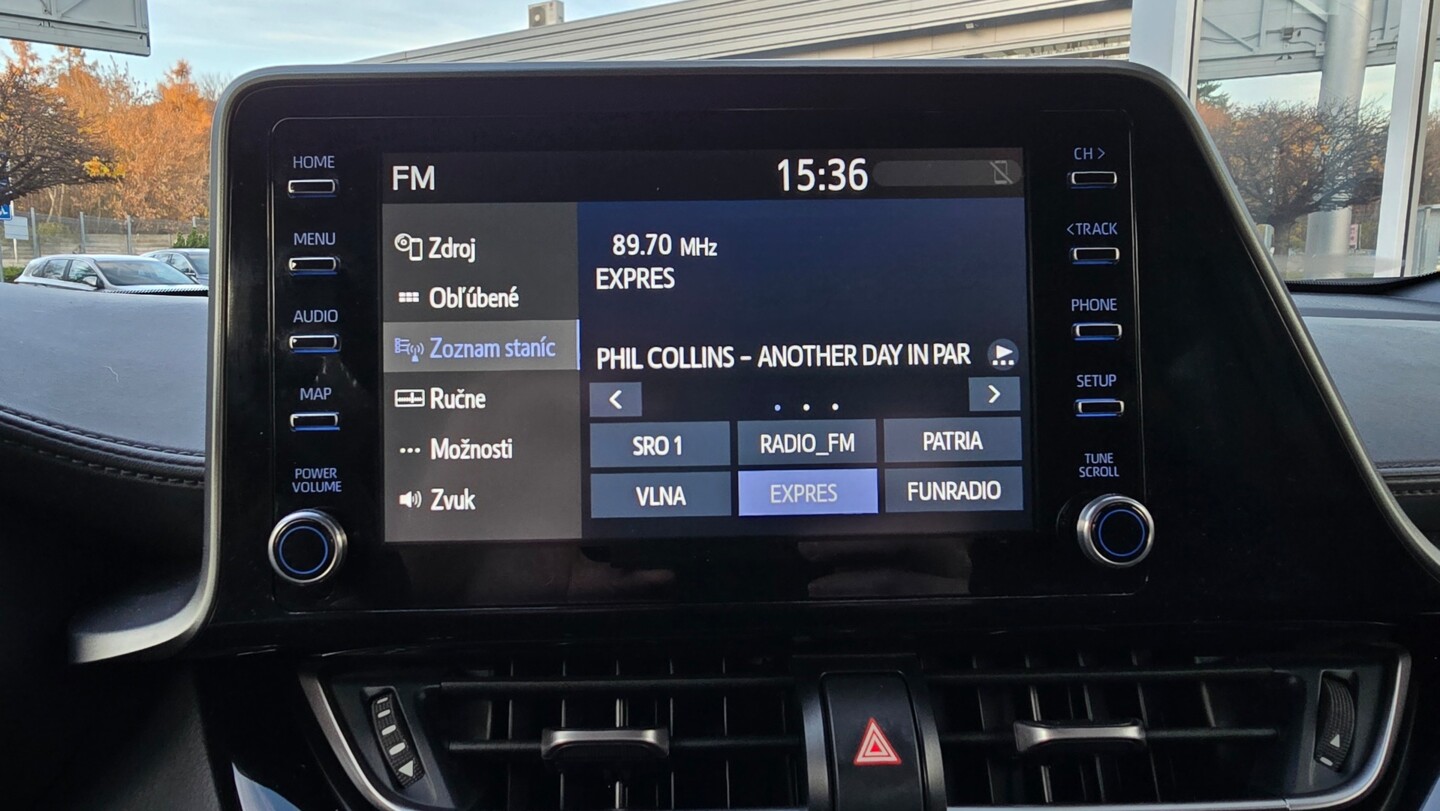 HOME
MENU
AUDIO
MAP
POWER
VOLUME
FM
15:36
Zdroj
Obľúbené
Zoznam staníc
Ručne
Možnosti
Zvuk
89.70 MHz
EXPRES
PHIL COLLINS - ANOTHER DAY IN PAR
<
>
SRO 1
RADIO_FM
PATRIA
VLNA
EXPRES
FUNRADIO
CH >
<TRACK
PHONE
SETUP
TUNE
SCROLL